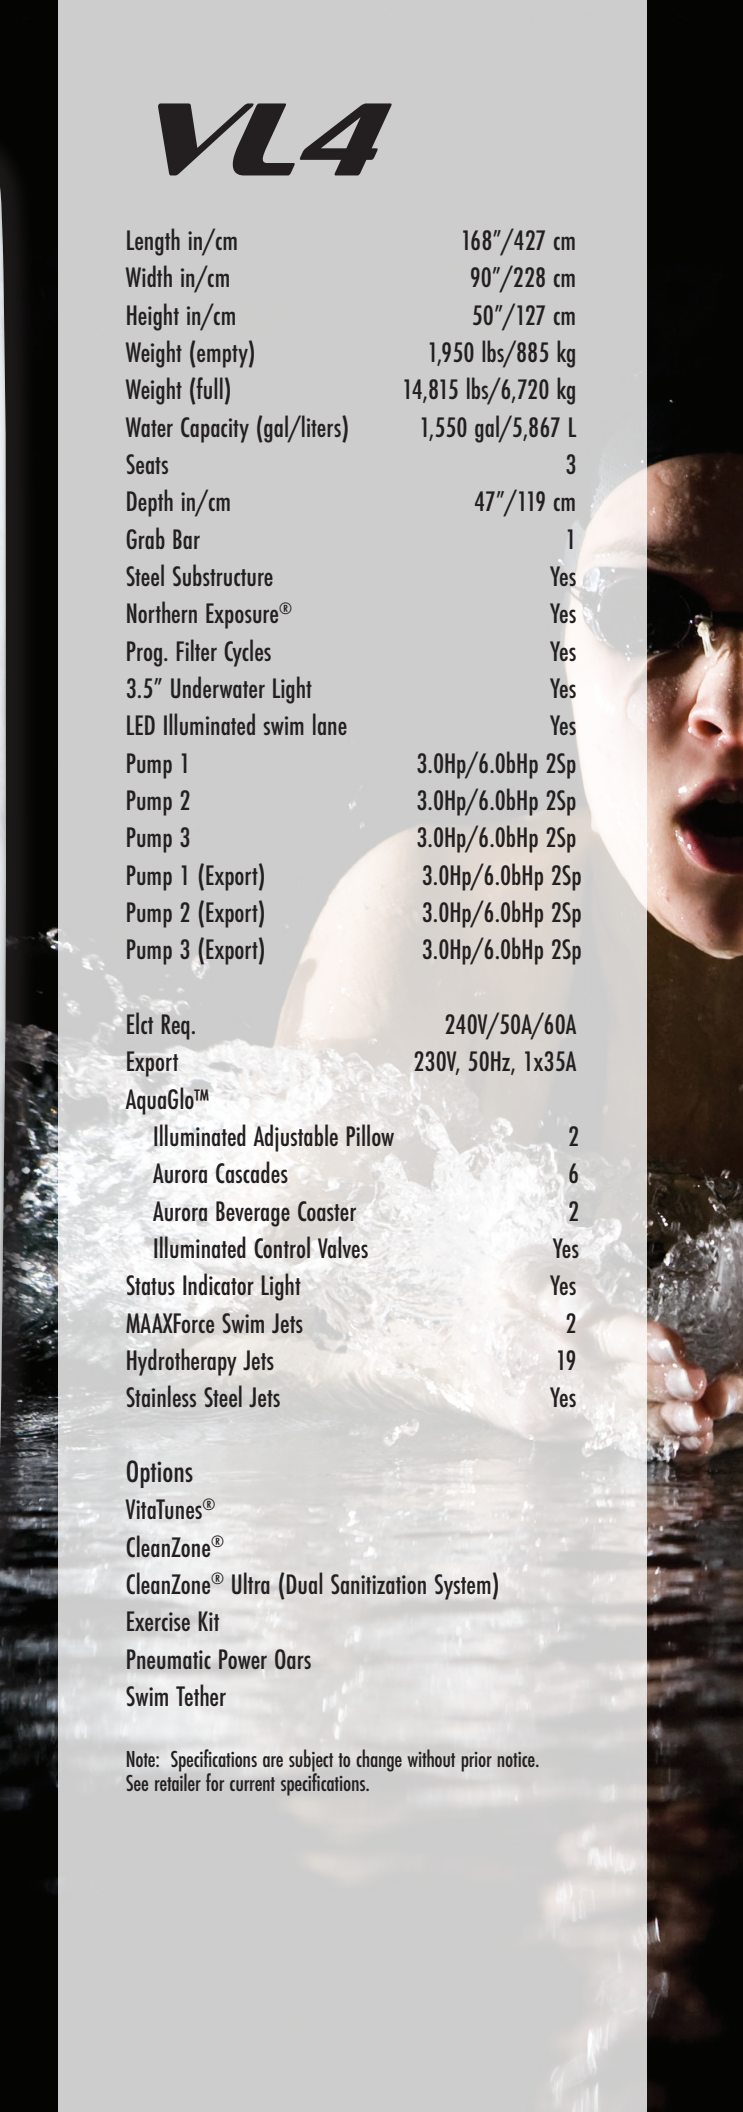 VL4
Length in/cm 168”/427 cm
Width in/cm 90”/228 cm
Height in/cm 50”/127 cm
Weight (empty) 1,950 lbs/885 kg
Weight (full) 14,815 lbs/6,720 kg
Water Capacity (gal/liters) 1,550 gal/5,867 L
Seats 3
Depth in/cm 47”/119 cm
Grab Bar 1
Steel Substructure Yes
Northern Exposure® Yes
Prog. Filter Cycles Yes
3.5” Underwater Light Yes
LED Illuminated swim lane Yes
Pump 1 3.0Hp/6.0bHp 2Sp
Pump 2 3.0Hp/6.0bHp 2Sp
Pump 3 3.0Hp/6.0bHp 2Sp
Pump 1 (Export) 3.0Hp/6.0bHp 2Sp
Pump 2 (Export) 3.0Hp/6.0bHp 2Sp
Pump 3 (Export) 3.0Hp/6.0bHp 2Sp
Elct Req. 240V/50A/60A
Export 230V, 50Hz, 1x35A
AquaGlo™
Illuminated Adjustable Pillow 2
Aurora Cascades 6
Aurora Beverage Coaster 2
Illuminated Control Valves Yes
Status Indicator Light Yes
MAAXForce Swim Jets 2
Hydrotherapy Jets 19
Stainless Steel Jets Yes
Options
VitaTunes®
CleanZone®
CleanZone® Ultra (Dual Sanitization System)
Exercise Kit
Pneumatic Power Oars
Swim Tether
Note: Specifications are subject to change without prior notice.
See retailer for current specifications.